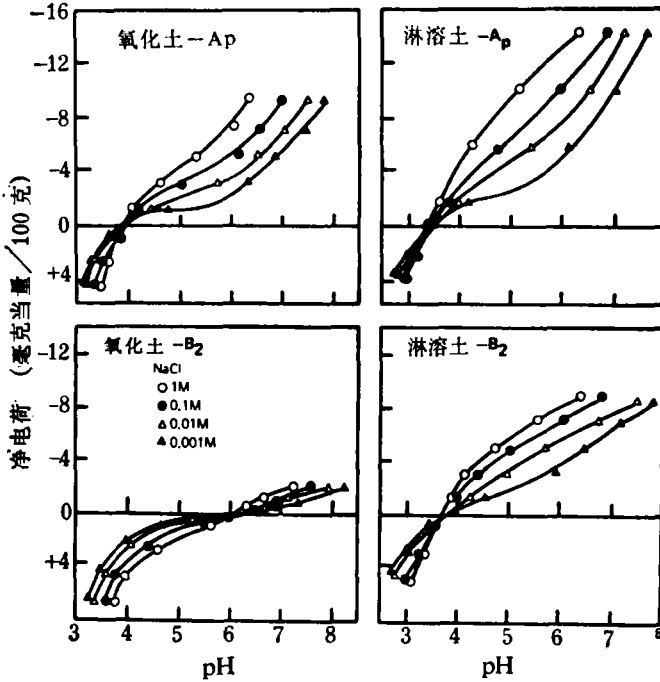 -16
-12
-8
-4
0
+4
氧化土-Ap
淋溶土-Ap
净电荷 (毫克当量/100克)
-12
-8
-4
0
+4
氧化土-B2
NaCl
1M
0.1M
0.01M
0.001M
淋溶土-B2
3 4 5 6 7 8
3 4 5 6 7 8
pH
pH